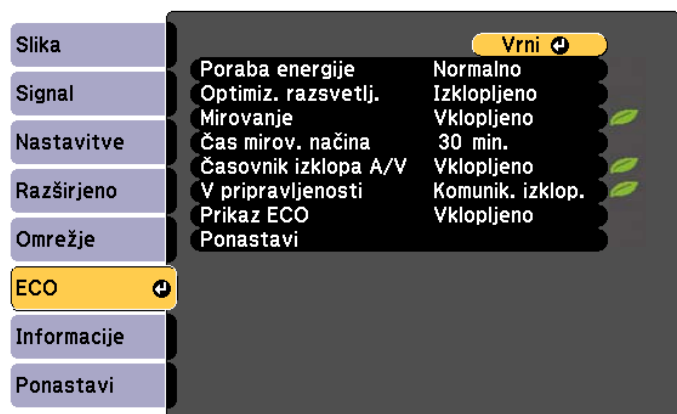 Slika
Signal
Nastavitve
Razširjeno
Omrežje
ECO
Informacije
Ponastavi
Vrni
Poraba energije Normalno
Optimiz. razsvetlj. Izklopljeno
Mirovanje Vklopljeno
Čas mirov. načina 30 min.
Časovnik izklopa A/V Vklopljeno
V pripravljenosti Komunik. izklop.
Prikaz ECO Vklopljeno
Ponastavi